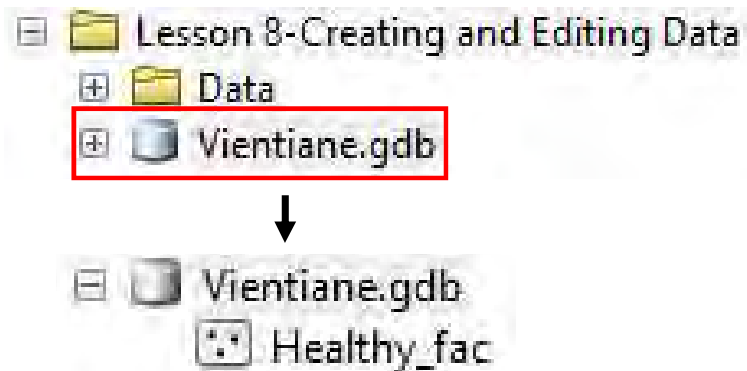 Lesson 8-Creating and Editing Data
Data
Vientiane.gdb
Vientiane.gdb
Healthy_fac